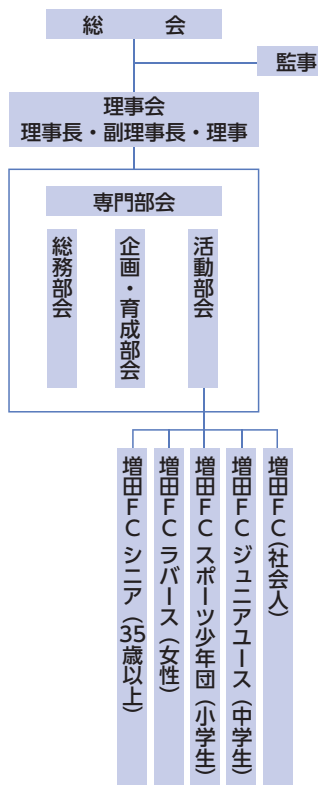 総　　会
監事
理事会
理事長・副理事長・理事
専門部会
総務部会
企画・育成部会
活動部会
増田ＦＣ シニア（35歳以上）
増田ＦＣ ラバース（女性）
増田ＦＣ スポーツ少年団（小学生）
増田ＦＣ ジュニアユース（中学生）
増田ＦＣ（社会人）